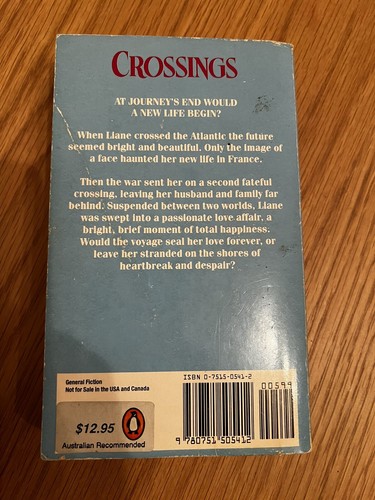 CROSSINGS
AT JOURNEY'S END WOULD
A NEW LIFE BEGIN?
When Liane crossed the Atlantic the future
seemed bright and beautiful. Only the image of
a face haunted her new life in France.
Then the war sent her on a second fateful
crossing, leaving her husband and family far
behind. Suspended between two worlds, Liane
was swept into a passionate love affair, a
bright, brief moment of total happiness.
Would the voyage seal her love forever, or
leave her stranded on the shores of
heartbreak and despair?
ISBN 0-7515-0541-2
00599
General Fiction
Not for Sale in the USA and Canada
$12.95
Australian Recommended
9 780751 505412